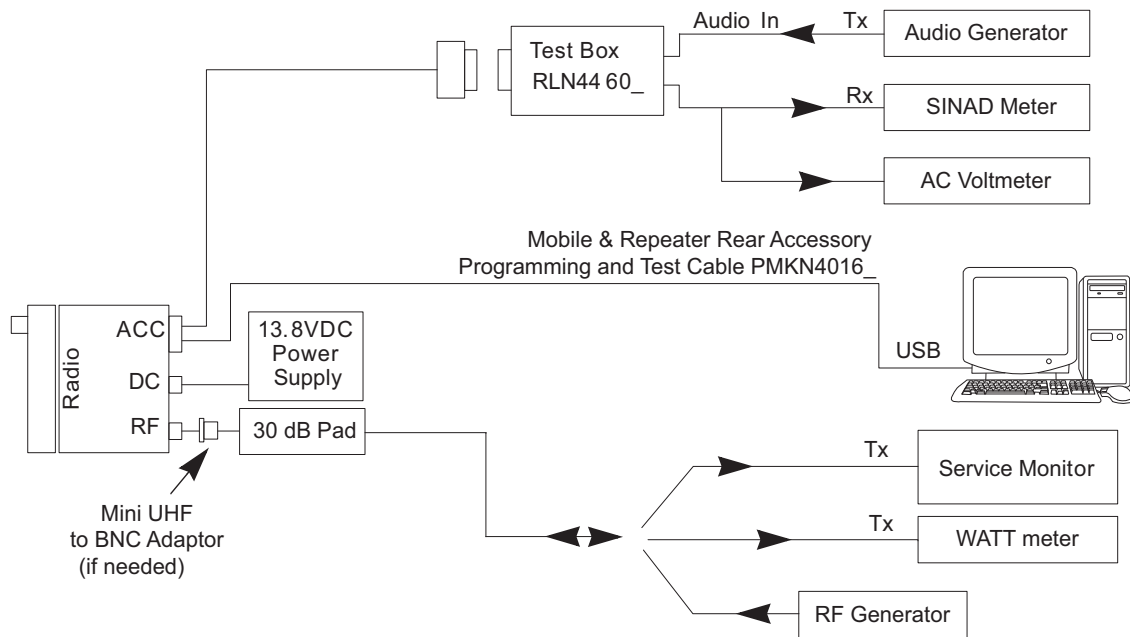 Audio In
Tx
Audio Generator
Test Box
RLN44 60_
Rx
SINAD Meter
AC Voltmeter
Mobile & Repeater Rear Accessory
Programming and Test Cable PMKN4016_
USB
Radio
ACC
DC
RF
13.8VDC
Power
Supply
30 dB Pad
Mini UHF
to BNC Adaptor
(if needed)
Tx
Service Monitor
Tx
WATT meter
RF Generator